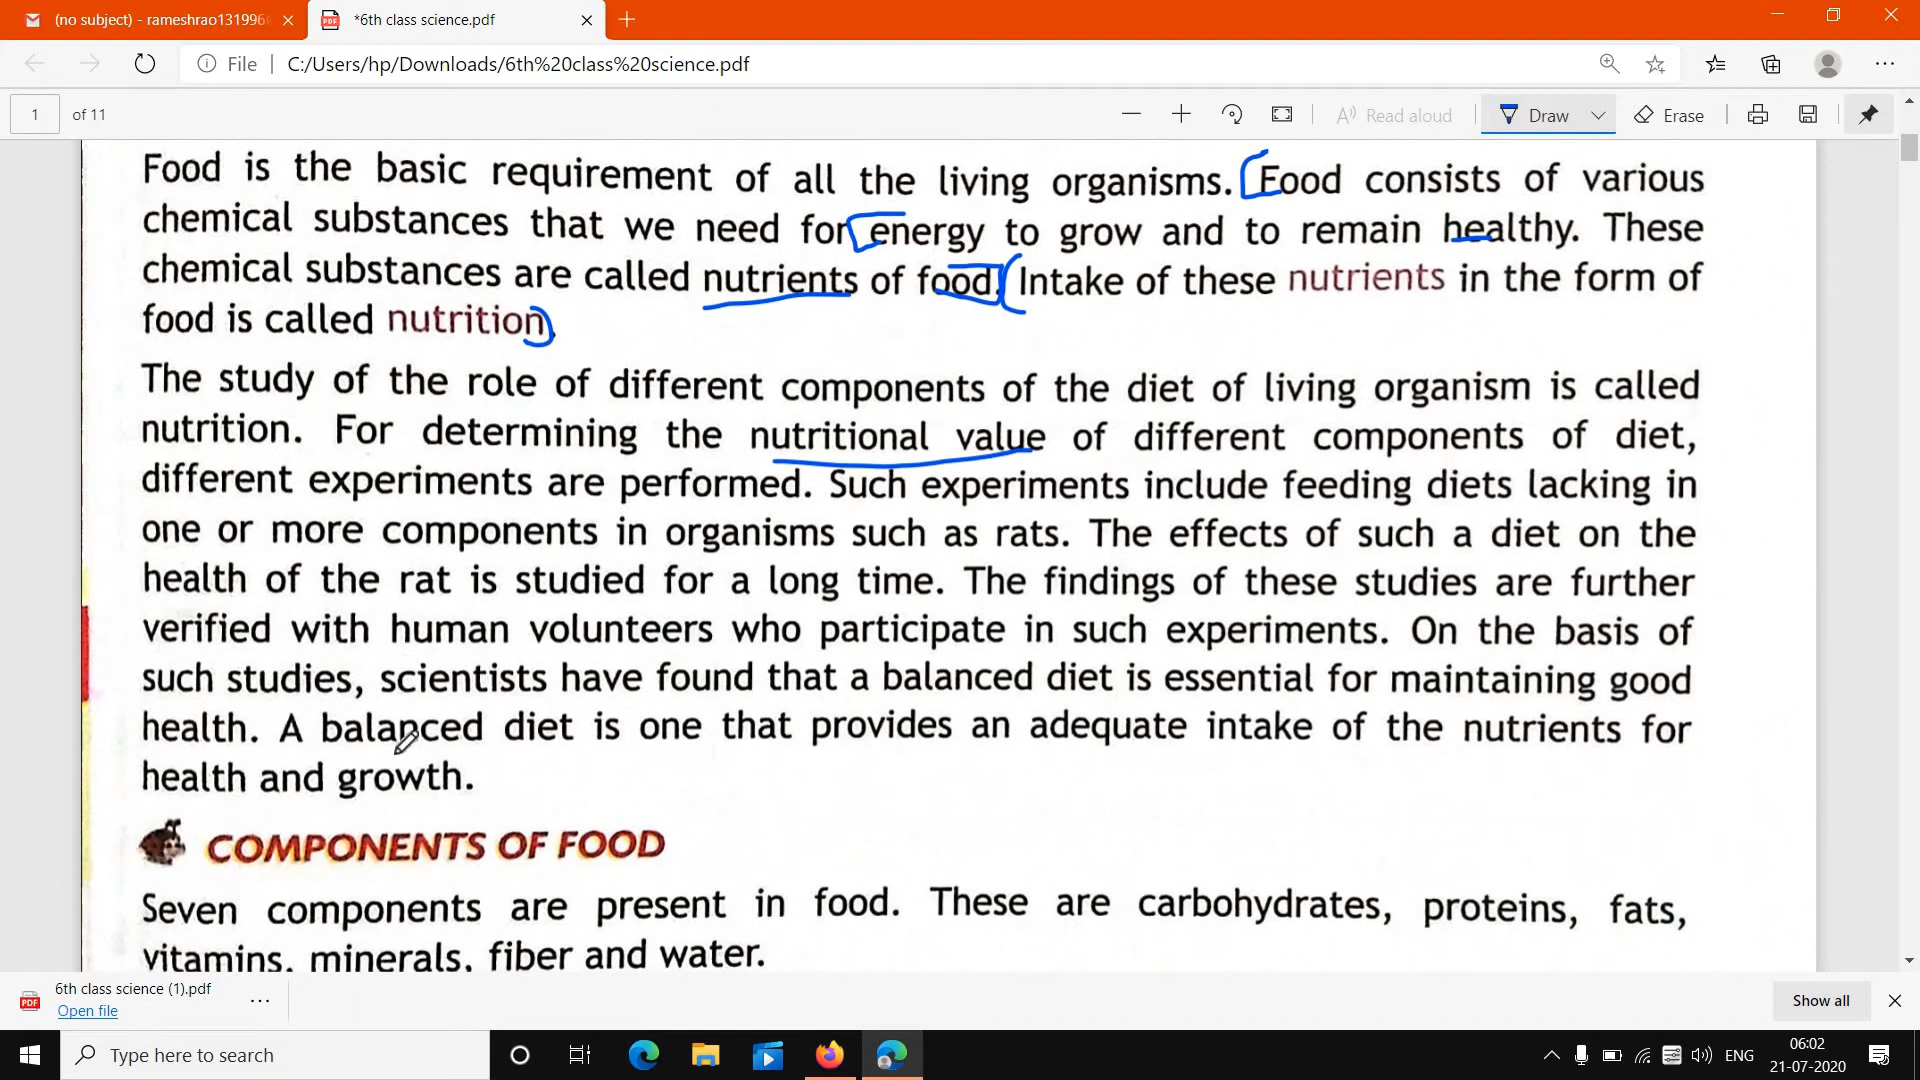 (no subject) - rameshrao131996
*6th class science.pdf
File
C:/Users/hp/Downloads/6th%20class%20science.pdf
1 of 11
Read aloud
Draw
Erase
Food is the basic requirement of all the living organisms. Food consists of various
chemical substances that we need for energy to grow and to remain healthy. These
chemical substances are called nutrients of food. Intake of these nutrients in the form of
food is called nutrition.
The study of the role of different components of the diet of living organism is called
nutrition. For determining the nutritional value of different components of diet,
different experiments are performed. Such experiments include feeding diets lacking in
one or more components in organisms such as rats. The effects of such a diet on the
health of the rat is studied for a long time. The findings of these studies are further
verified with human volunteers who participate in such experiments. On the basis of
such studies, scientists have found that a balanced diet is essential for maintaining good
health. A balanced diet is one that provides an adequate intake of the nutrients for
health and growth.
COMPONENTS OF FOOD
Seven components are present in food. These are carbohydrates, proteins, fats,
vitamins, minerals, fiber and water.
6th class science (1).pdf
Open file
Show all
Type here to search
ENG
06:02
21-07-2020